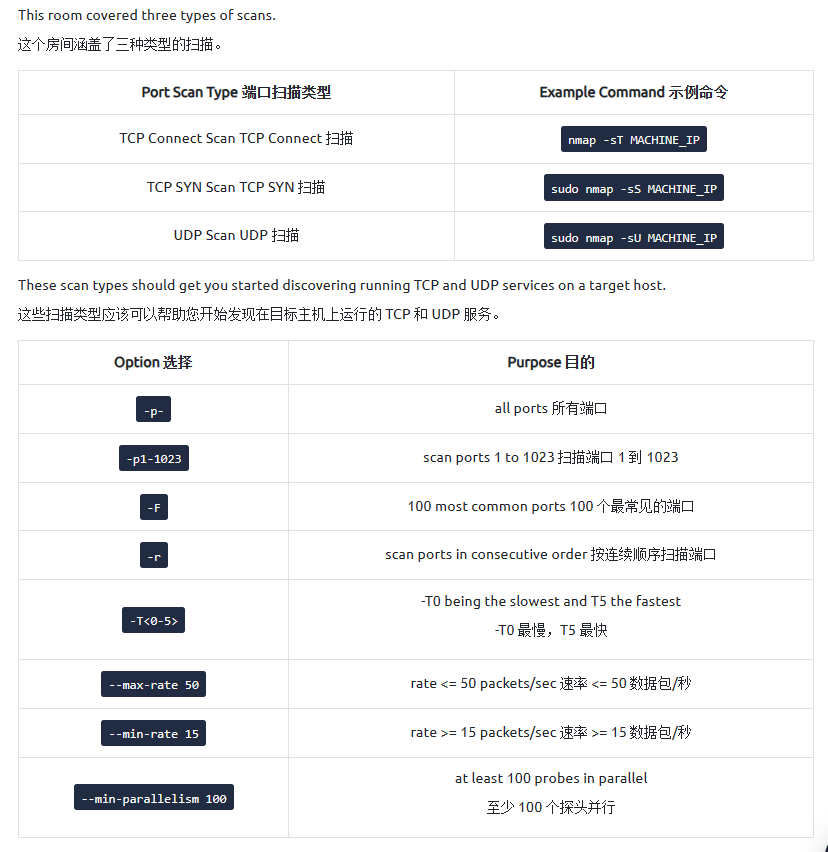 This room covered three types of scans.
这个房间涵盖了三种类型的扫描。
Port Scan Type 端口扫描类型
Example Command 示例命令
TCP Connect Scan TCP Connect 扫描
nmap -sT MACHINE_IP
TCP SYN Scan TCP SYN 扫描
sudo nmap -sS MACHINE_IP
UDP Scan UDP 扫描
sudo nmap -sU MACHINE_IP
These scan types should get you started discovering running TCP and UDP services on a target host.
这些扫描类型应该可以帮助您开始发现在目标主机上运行的 TCP 和 UDP 服务。
Option 选择
Purpose 目的
-p-
all ports 所有端口
-p1-1023
scan ports 1 to 1023 扫描端口 1 到 1023
-F
100 most common ports 100 个最常见的端口
-r
scan ports in consecutive order 按连续顺序扫描端口
-T<0-5>
-T0 being the slowest and T5 the fastest
-T0 最慢，T5 最快
--max-rate 50
rate <= 50 packets/sec 速率 <= 50 数据包/秒
--min-rate 15
rate >= 15 packets/sec 速率 >= 15 数据包/秒
--min-parallelism 100
at least 100 probes in parallel
至少 100 个探头并行